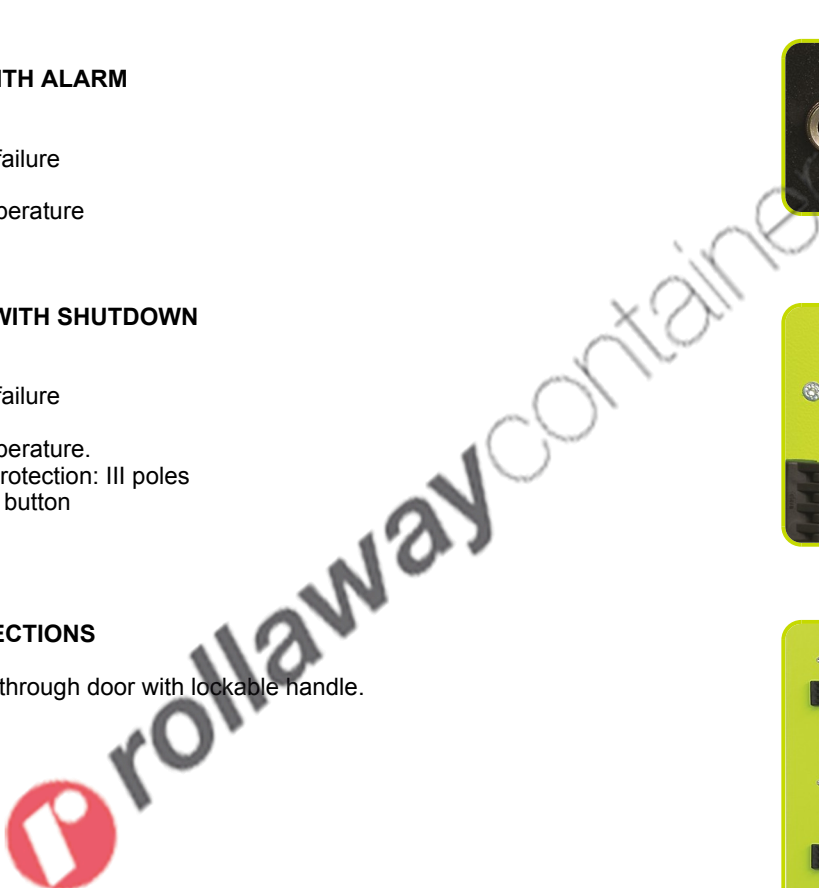 ITH ALARM
failure
perature
WITH SHUTDOWN
failure
perature.
rotection: III poles
button
ECTIONS
through door with lockable handle.
rollawaycontainer